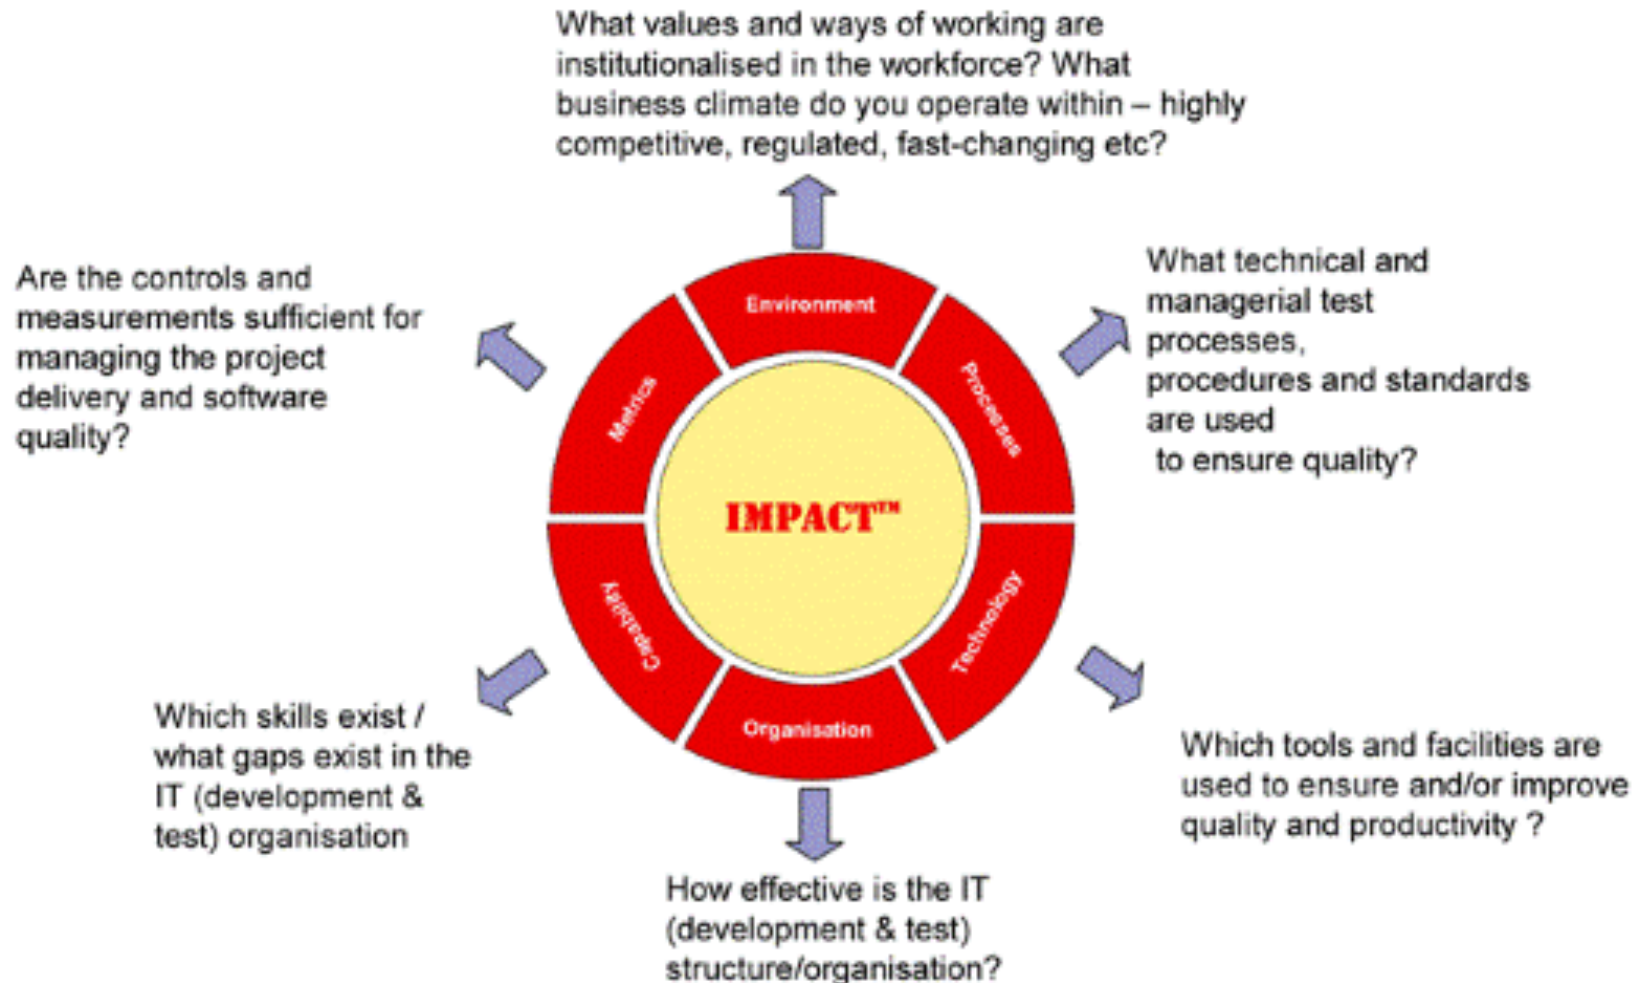 What values and ways of working are
institutionalised in the workforce? What
business climate do you operate within – highly
competitive, regulated, fast-changing etc?
Are the controls and
measurements sufficient for
managing the project
delivery and software
quality?
What technical and
managerial test
processes,
procedures and standards
are used
to ensure quality?
Environment
Metrics
Processes
IMPACT™
Capability
Technology
Organisation
Which skills exist /
what gaps exist in the
IT (development &
test) organisation
Which tools and facilities are
used to ensure and/or improve
quality and productivity ?
How effective is the IT
(development & test)
structure/organisation?